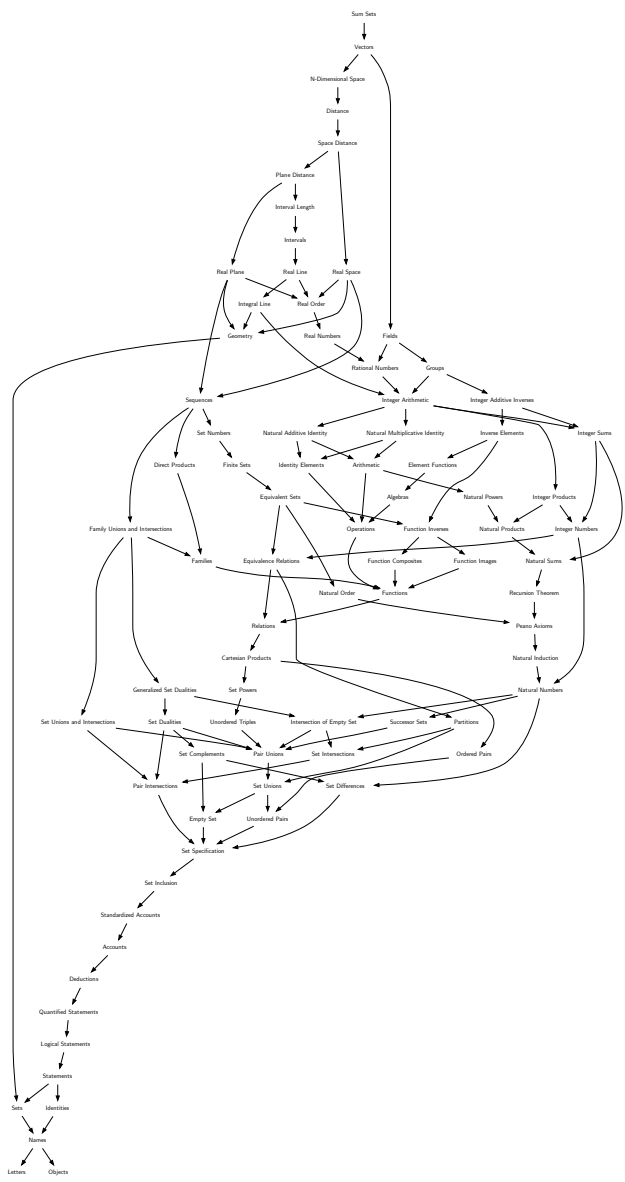 Sum Sets
Vectors
N-Dimensional Space
Distance
Space Distance
Plane Distance
Interval Length
Intervals
Real Plane
Real Line
Real Space
Integral Line
Real Order
Geometry
Real Numbers
Fields
Rational Numbers
Groups
Sequences
Integer Arithmetic
Integer Additive Inverses
Set Numbers
Natural Additive Identity
Natural Multiplicative Identity
Inverse Elements
Integer Sums
Direct Products
Finite Sets
Identity Elements
Arithmetic
Element Functions
Equivalent Sets
Algebras
Natural Powers
Integer Products
Family Unions and Intersections
Operations
Function Inverses
Natural Products
Integer Numbers
Families
Equivalence Relations
Function Composites
Function Images
Natural Sums
Natural Order
Functions
Recursion Theorem
Relations
Peano Axioms
Cartesian Products
Natural Induction
Generalized Set Dualities
Set Powers
Natural Numbers
Set Unions and Intersections
Set Dualities
Unordered Triples
Intersection of Empty Set
Successor Sets
Partitions
Set Complements
Pair Unions
Set Intersections
Ordered Pairs
Pair Intersections
Set Unions
Set Differences
Empty Set
Unordered Pairs
Set Specification
Set Inclusion
Standardized Accounts
Accounts
Deductions
Quantified Statements
Logical Statements
Statements
Sets
Identities
Names
Letters
Objects